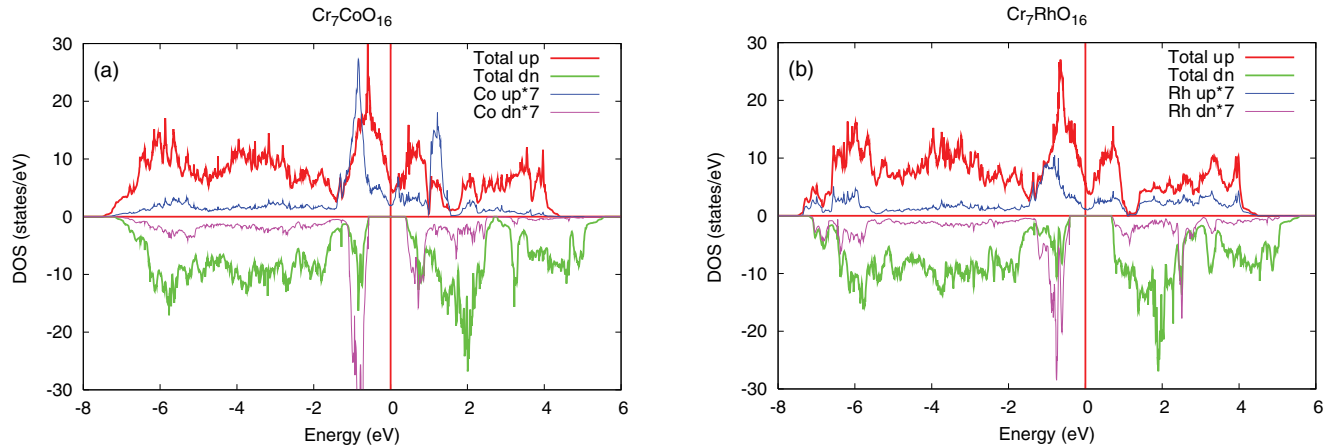 Cr7CoO16
(a)
Total up
Total dn
Co up*7
Co dn*7
DOS (states/eV)
30
20
10
0
-10
-20
-30
-8
-6
-4
-2
0
2
4
6
Energy (eV)
Cr7RhO16
(b)
Total up
Total dn
Rh up*7
Rh dn*7
DOS (states/eV)
30
20
10
0
-10
-20
-30
-8
-6
-4
-2
0
2
4
6
Energy (eV)